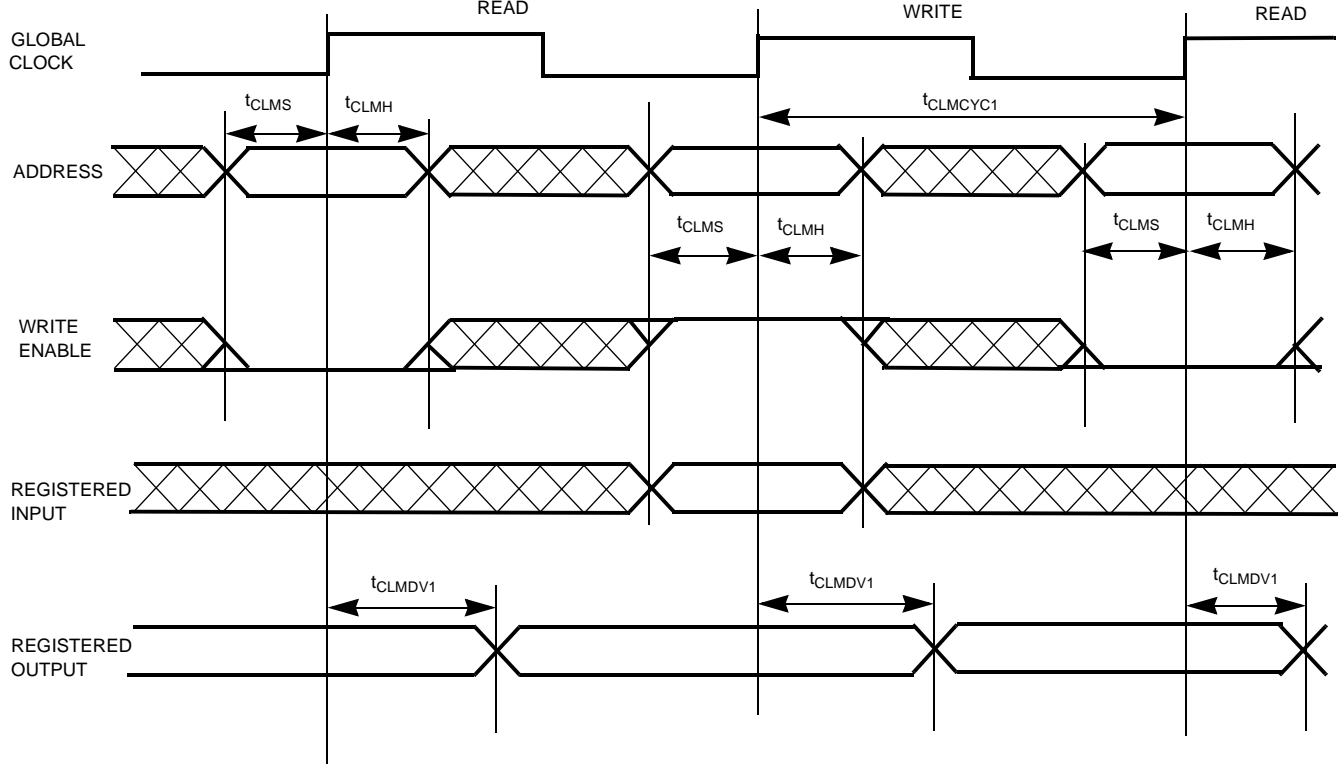 READ
WRITE
READ
GLOBAL
CLOCK
tCLMS
tCLMH
tCLMCYC1
ADDRESS
tCLMS
tCLMH
tCLMS
tCLMH
WRITE
ENABLE
REGISTERED
INPUT
tCLMDV1
tCLMDV1
tCLMDV1
REGISTERED
OUTPUT